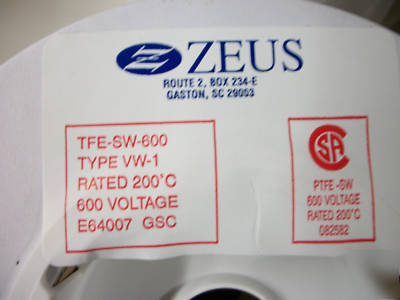 ZEUS
ROUTE 2, BOX 234-E
GASTON, SC 29053
TFE-SW-600
TYPE VW-1
RATED 200°C
600 VOLTAGE
E64007 GSC
SA
PTFE -SW
600 VOLTAGE
RATED 200°C
082582